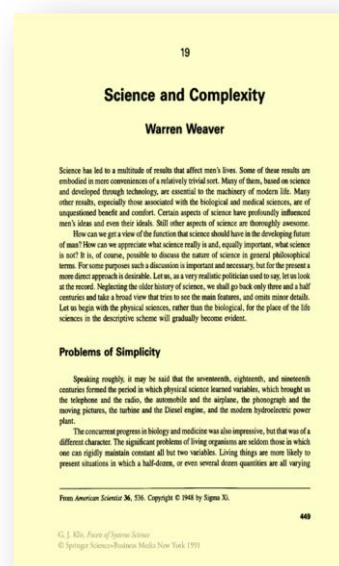 19
Science and Complexity
Warren Weaver
Science has led to a multitude of results that affect men's lives. Some of these results are
embodied in mere conveniences of a relatively trivial sort. Many of them, based on science
and developed through technology, are essential to the machinery of modern life. Many
other results, especially those associated with the biological and medical sciences, are of
unquestioned benefit and comfort. Certain aspects of science have profoundly influenced
men's ideas and even their ideals. Still other aspects of science are thoroughly awesome.
How can we get a view of the function that science should have in the developing future
of man? How can we appreciate what science really is and, equally important, what science
is not? It is, of course, possible to discuss the nature of science in general philosophical
terms. For some purposes such a discussion is important and necessary, but for the present a
more direct approach is desirable. Let us, as a very realistic politician used to say, let us look
at the record. Neglecting the older history of science, we shall go back only three and a half
centuries and take a broad view that tries to see the main features, and omits minor details.
Let us begin with the physical sciences, rather than the biological, for the place of the life
sciences in the descriptive scheme will gradually become evident.
Problems of Simplicity
Speaking roughly, it may be said that the seventeenth, eighteenth, and nineteenth
centuries formed the period in which physical science learned variables, which brought us
the telephone and the radio, the automobile and the airplane, the phonograph and the
moving pictures, the turbine and the Diesel engine, and the modern hydroelectric power
plant.
The concurrent progress in biology and medicine was also impressive, but that was of a
different character. The significant problems of living organisms are seldom those in which
one can rigidly maintain constant all but two variables. Living things are more likely to
present situations in which a half-dozen, or even several dozen quantities are all varying
From American Scientist 36, 536. Copyright © 1948 by Sigma Xi.
449
G. J. Klir, Facets of Systems Science
© Springer Science+Business Media New York 1991